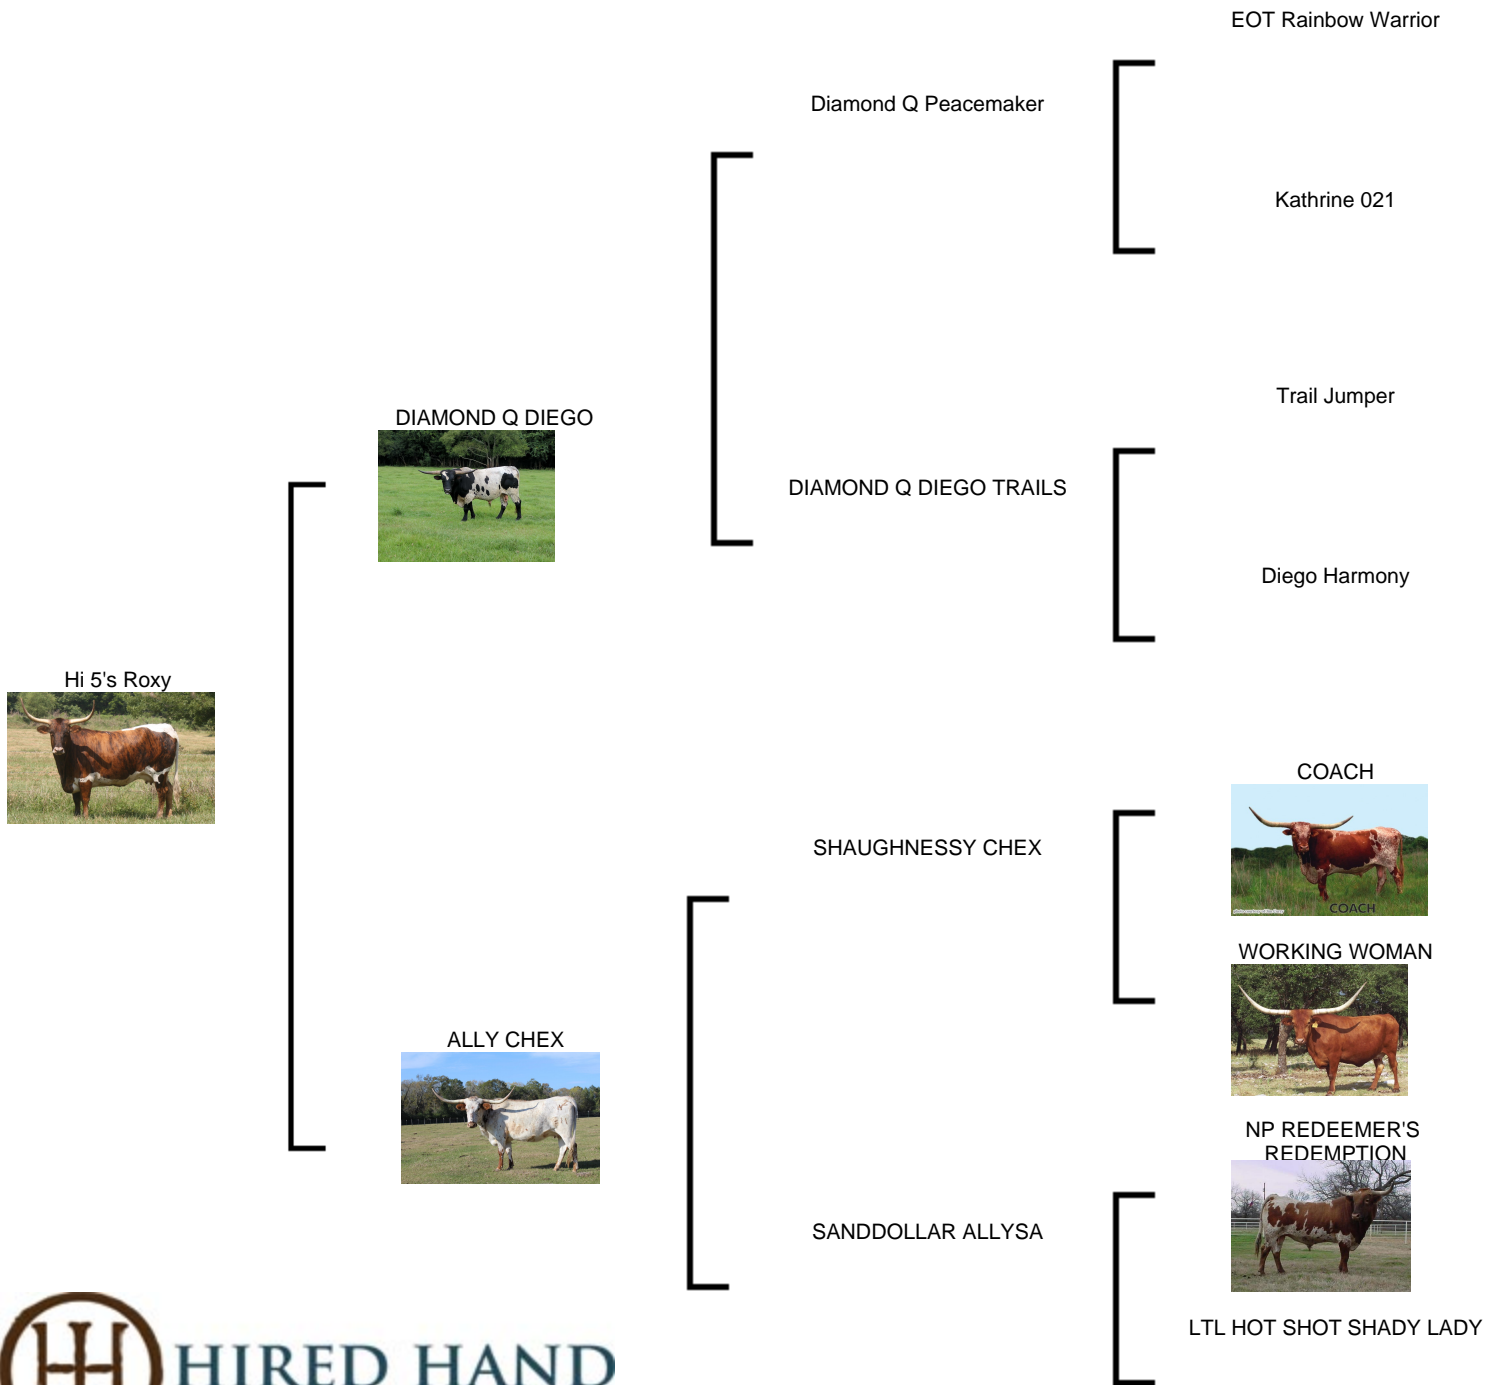 EOT Rainbow Warrior
Diamond Q Peacemaker
Kathrine 021
Trail Jumper
DIAMOND Q DIEGO
DIAMOND Q DIEGO TRAILS
Diego Harmony
Hi 5's Roxy
COACH
SHAUGHNESSY CHEX
COACH
WORKING WOMAN
ALLY CHEX
NP REDEEMER'S
REDEMPTION
SANDDOLLAR ALLYSA
LTL HOT SHOT SHADY LADY
HIRED HAND